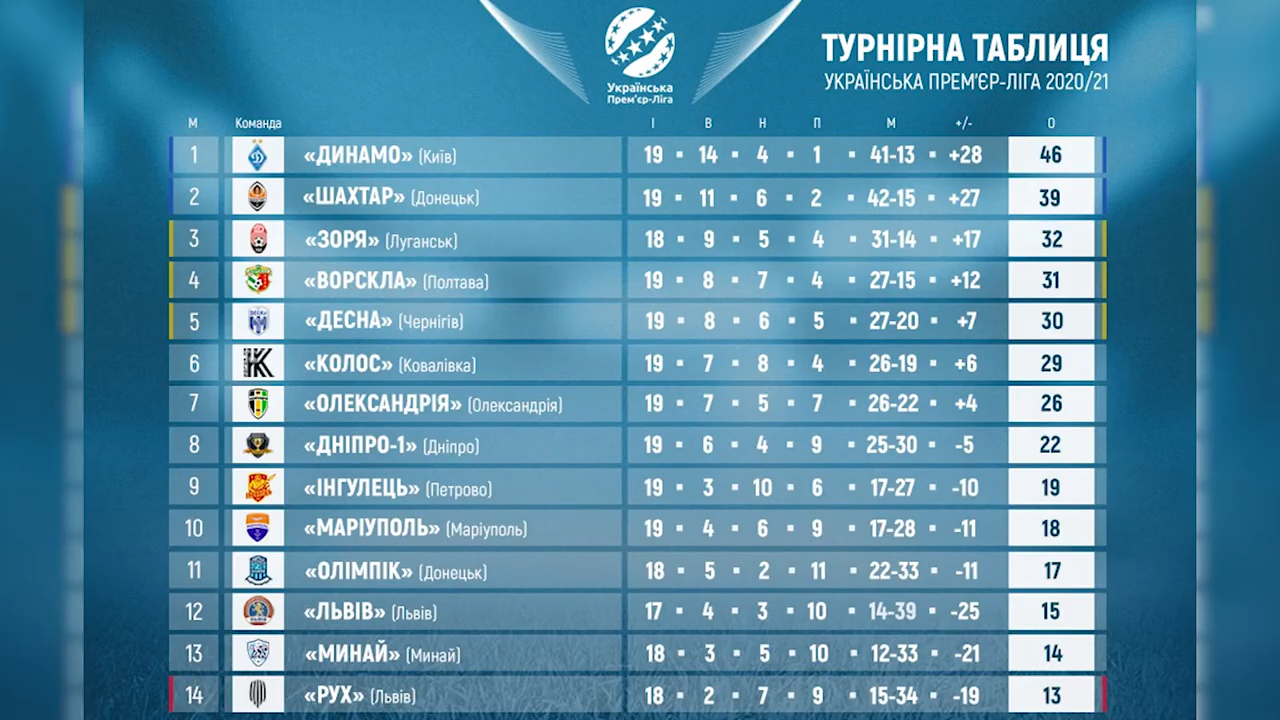 Українська
Прем'єр-Ліга
ТУРНІРНА ТАБЛИЦЯ
УКРАЇНСЬКА ПРЕМ'ЄР-ЛІГА 2020/21
М Команда І В Н П М +/- О
1 «ДИНАМО» (Київ) 19 14 4 1 41-13 +28 46
2 «ШАХТАР» (Донецьк) 19 11 6 2 42-15 +27 39
3 «ЗОРЯ» (Луганськ) 18 9 5 4 31-14 +17 32
4 «ВОРСКЛА» (Полтава) 19 8 7 4 27-15 +12 31
5 «ДЕСНА» (Чернігів) 19 8 6 5 27-20 +7 30
6 «КОЛОС» (Ковалівка) 19 7 8 4 26-19 +6 29
7 «ОЛЕКСАНДРІЯ» (Олександрія) 19 7 5 7 26-22 +4 26
8 «ДНІПРО-1» (Дніпро) 19 6 4 9 25-30 -5 22
9 «ІНГУЛЕЦЬ» (Петрово) 19 3 10 6 17-27 -10 19
10 «МАРІУПОЛЬ» (Маріуполь) 19 4 6 9 17-28 -11 18
11 «ОЛІМПІК» (Донецьк) 18 5 2 11 22-33 -11 17
12 «ЛЬВІВ» (Львів) 17 4 3 10 14-39 -25 15
13 «МИНАЙ» (Минай) 18 3 5 10 12-33 -21 14
14 «РУХ» (Львів) 18 2 7 9 15-34 -19 13